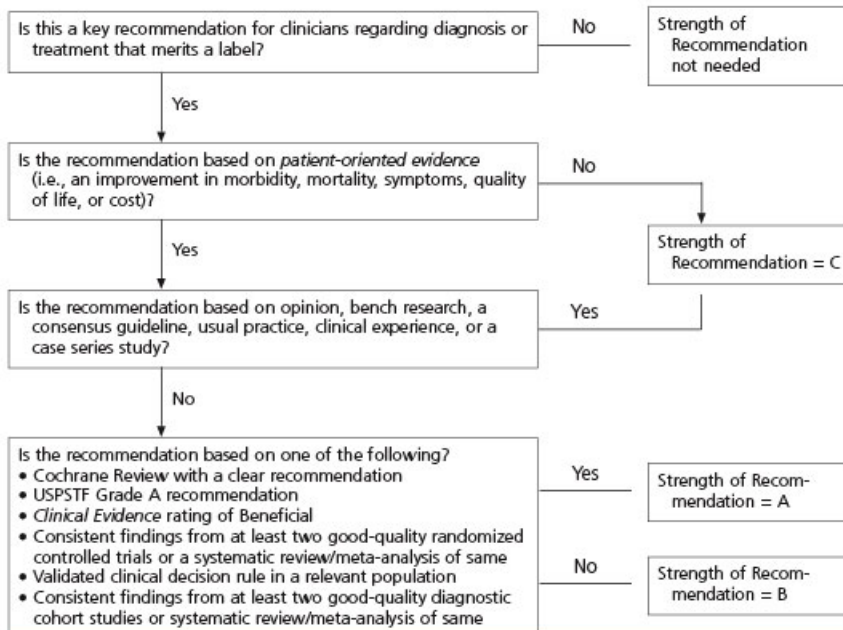 Is this a key recommendation for clinicians regarding diagnosis or
treatment that merits a label?
No
Strength of
Recommendation
not needed
Yes
Is the recommendation based on patient-oriented evidence
(i.e., an improvement in morbidity, mortality, symptoms, quality
of life, or cost)?
No
Strength of
Recommendation = C
Yes
Is the recommendation based on opinion, bench research, a
consensus guideline, usual practice, clinical experience, or a
case series study?
Yes
No
Is the recommendation based on one of the following?
• Cochrane Review with a clear recommendation
• USPSTF Grade A recommendation
• Clinical Evidence rating of Beneficial
• Consistent findings from at least two good-quality randomized
controlled trials or a systematic review/meta-analysis of same
• Validated clinical decision rule in a relevant population
• Consistent findings from at least two good-quality diagnostic
cohort studies or systematic review/meta-analysis of same
Yes
Strength of Recom-
mendation = A
No
Strength of Recom-
mendation = B